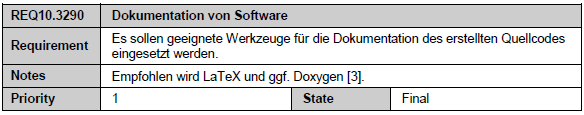 REQ10.3290 Dokumentation von Software
Requirement Es sollen geeignete Werkzeuge für die Dokumentation des erstellten Quellcodes
eingesetzt werden.
Notes Empfohlen wird LaTeX und ggf. Doxygen [3].
Priority 1 State Final